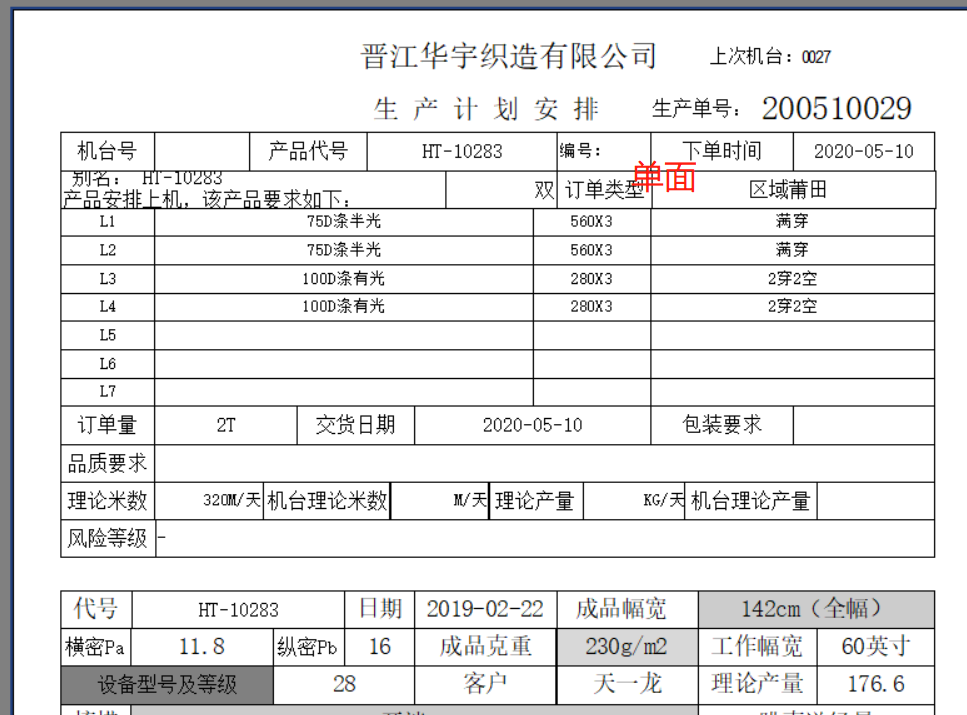 晋江华宇织造有限公司 上次机台：0027
生 产 计 划 安 排 生产单号： 200510029
机台号 产品代号 HT-10283 编号： 下单时间 2020-05-10
单面
别名： HT-10283
产品安排上机，该产品要求如下： 双 订单类型 区域莆田
L1 75D涤半光 560X3 满穿
L2 75D涤半光 560X3 满穿
L3 100D涤有光 280X3 2穿2空
L4 100D涤有光 280X3 2穿2空
L5
L6
L7
订单量 2T 交货日期 2020-05-10 包装要求
品质要求
理论米数 320M/天 机台理论米数 M/天 理论产量 KG/天 机台理论产量
风险等级 -
代号 HT-10283 日期 2019-02-22 成品幅宽 142cm（全幅）
横密Pa 11.8 纵密Pb 16 成品克重 230g/m2 工作幅宽 60英寸
设备型号及等级 28 客户 天一龙 理论产量 176.6